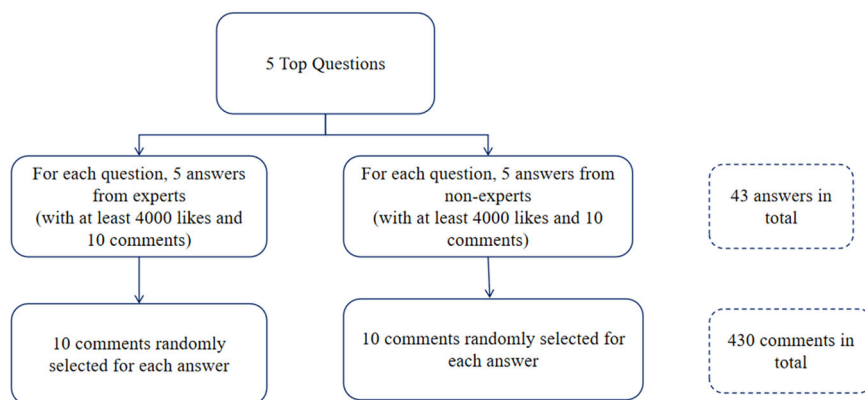 5 Top Questions
For each question, 5 answers
from experts
(with at least 4000 likes and
10 comments)
For each question, 5 answers from
non-experts
(with at least 4000 likes and 10
comments)
43 answers in
total
10 comments randomly
selected for each answer
10 comments randomly selected for
each answer
430 comments in
total